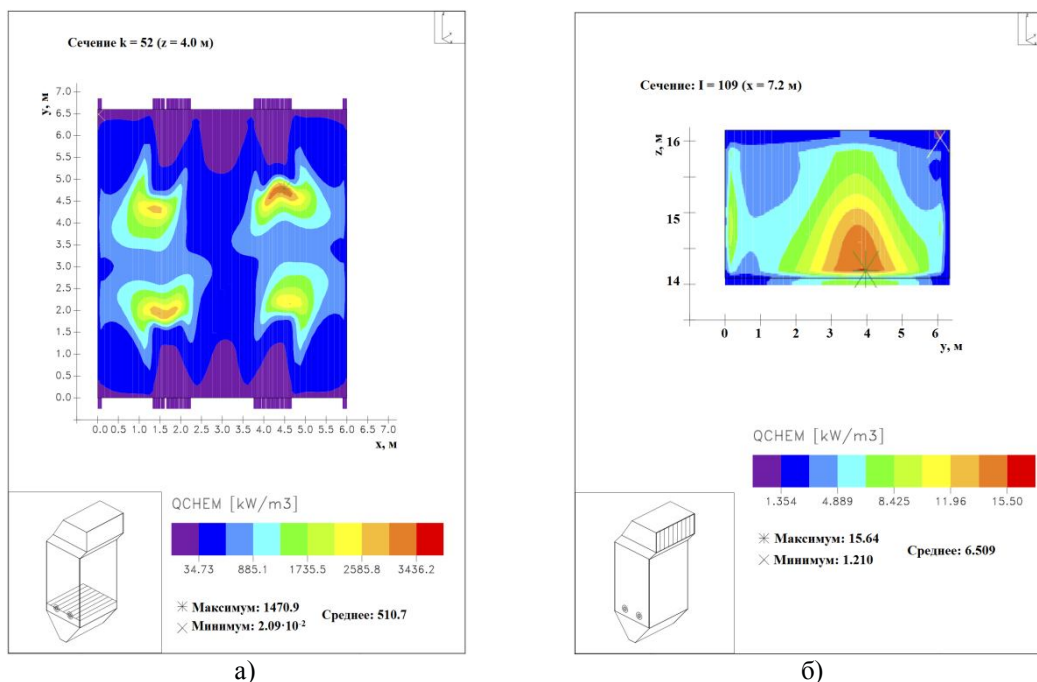 Сечение k = 52 (z = 4.0 м)
y, м
7.0
6.5
6.0
5.5
5.0
4.5
4.0
3.5
3.0
2.5
2.0
1.5
1.0
0.5
0.0
0.0 0.5 1.0 1.5 2.0 2.5 3.0 3.5 4.0 4.5 5.0 5.5 6.0 6.5 7.0
x, м
QCHEM [kW/m3]
34.73 885.1 1735.5 2585.8 3436.2
Максимум: 1470.9
Минимум: 2.09·10-2
Среднее: 510.7
а)
Сечение: I = 109 (x = 7.2 м)
z, м
16
15
14
0 1 2 3 4 5 6
y, м
QCHEM [kW/m3]
1.354 4.889 8.425 11.96 15.50
Максимум: 15.64
Минимум: 1.210
Среднее: 6.509
б)